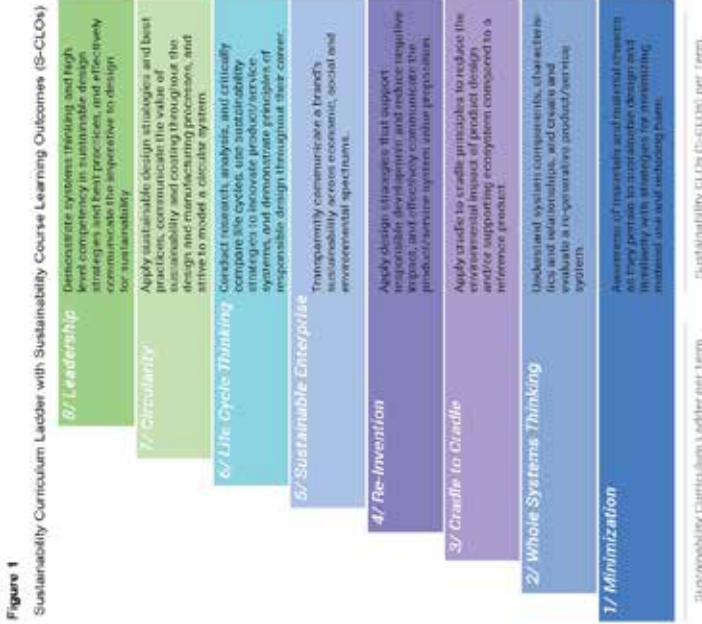 Figure 1
Sustainability Curriculum Ladder with Sustainability Course Learning Outcomes (S-CLOs)
8/ Leadership
Demonstrate systems thinking and high
level competency in sustainable design
strategies and best practices, and effectively
communicate the imperative to design
for sustainability
7/ Circularity
Apply sustainable design strategies and best
practices, communicate the value of
sustainability and costing throughout the
design and manufacturing processes, and
strive to model a circular system.
6/ Life Cycle Thinking
Conduct research, analysis, and critically
compare life cycles, use sustainability
strategies to innovate product/service
systems, and demonstrate principles of
responsible design throughout their career.
5/ Sustainable Enterprise
Transparently communicate a brand's
sustainability across economic, social and
environmental spectrums.
4/ Re-Invention
Apply design strategies that support
responsible development and reduce negative
impact, and effectively communicate the
product/service system value proposition.
3/ Cradle to Cradle
Apply cradle to cradle principles to reduce the
environmental impact of product design
and/or supporting ecosystem compared to a
reference product.
2/ Whole Systems Thinking
Understand system components, characteris-
tics and relationships, and create and
evaluate a re-generative product/service
system
1/ Minimization
Awareness of materials and material
as they pertain to sustainable design and
familiarity with strategies for minimizing
material use and reducing harm.
Sustainability Curriculum Ladder per term
Sustainability CLOs (S-CLOs) per term